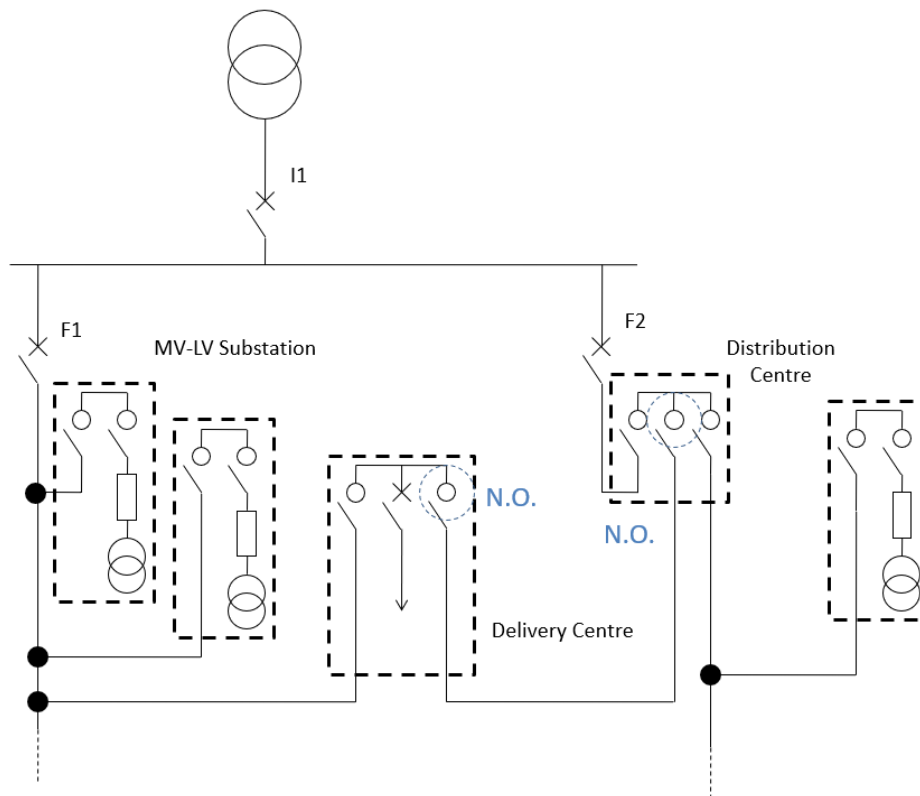 I1
F1
F2
MV-LV Substation
Distribution
Centre
N.O.
N.O.
Delivery Centre